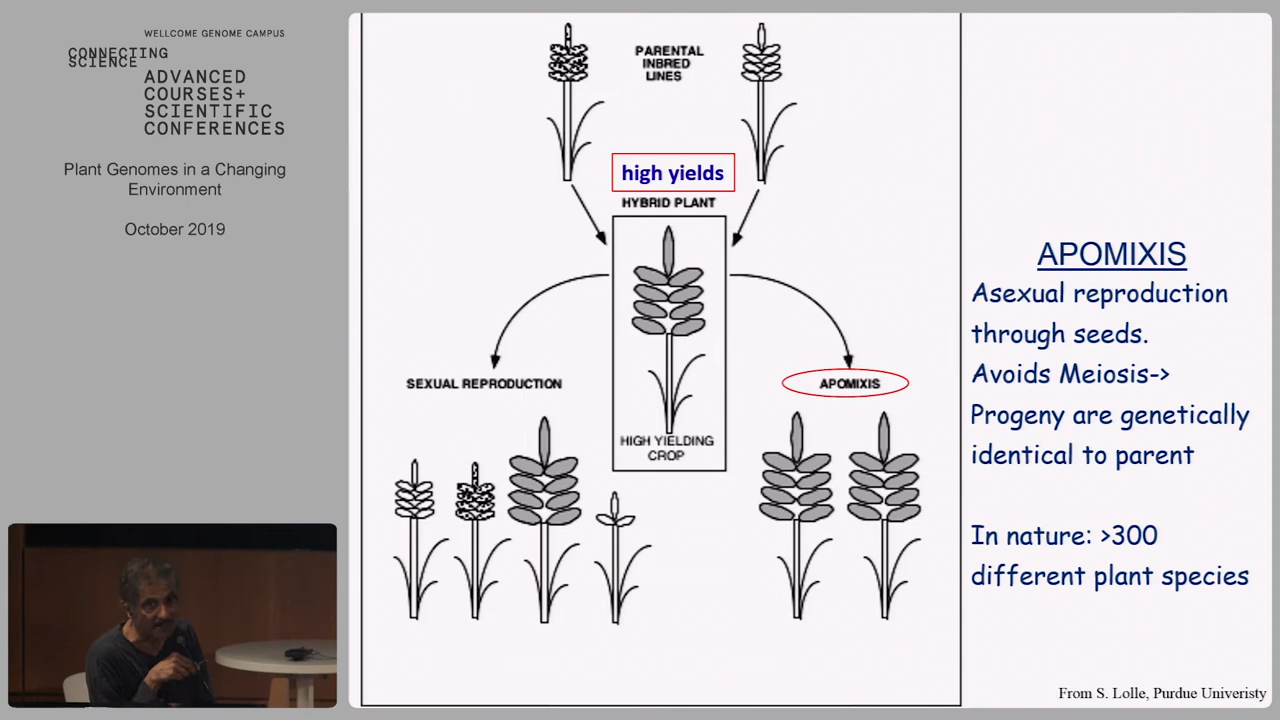 WELLCOME GENOME CAMPUS
CONNECTING
SCIENCE
ADVANCED
COURSES+
SCIENTIFIC
CONFERENCES
Plant Genomes in a Changing
Environment
October 2019
PARENTAL
INBRED
LINES
high yields
HYBRID PLANT
HIGH YIELDING
CROP
SEXUAL REPRODUCTION
APOMIXIS
APOMIXIS
Asexual reproduction
through seeds.
Avoids Meiosis->
Progeny are genetically
identical to parent
In nature: >300
different plant species
From S. Lolle, Purdue Univeristy